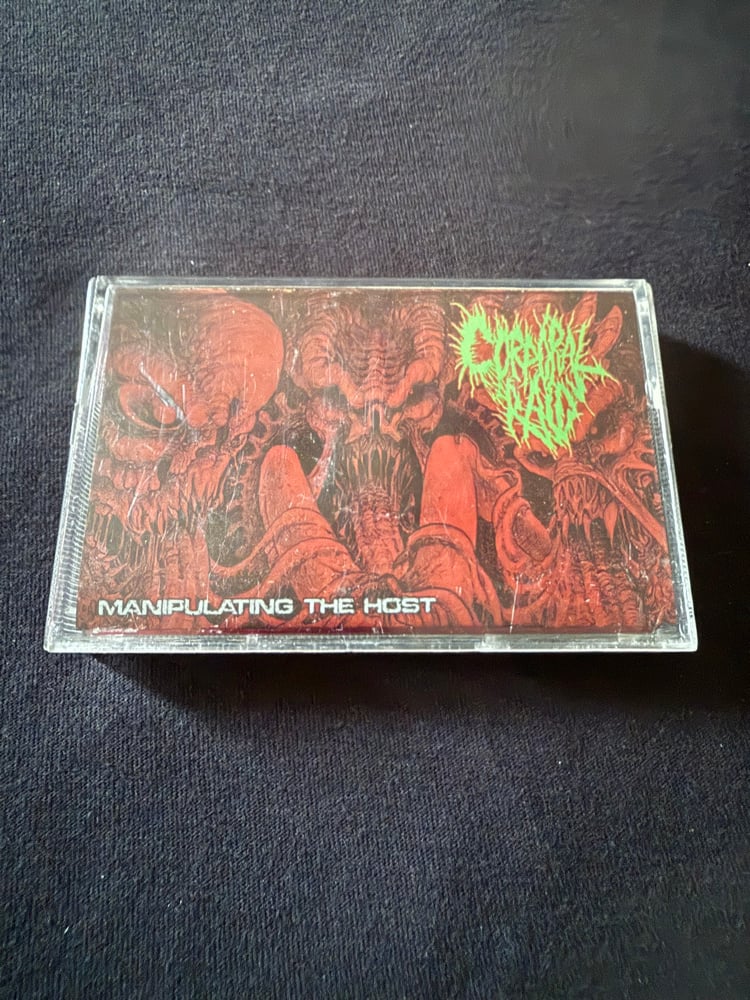 CORPORAL
RAID
MANIPULATING THE HOST